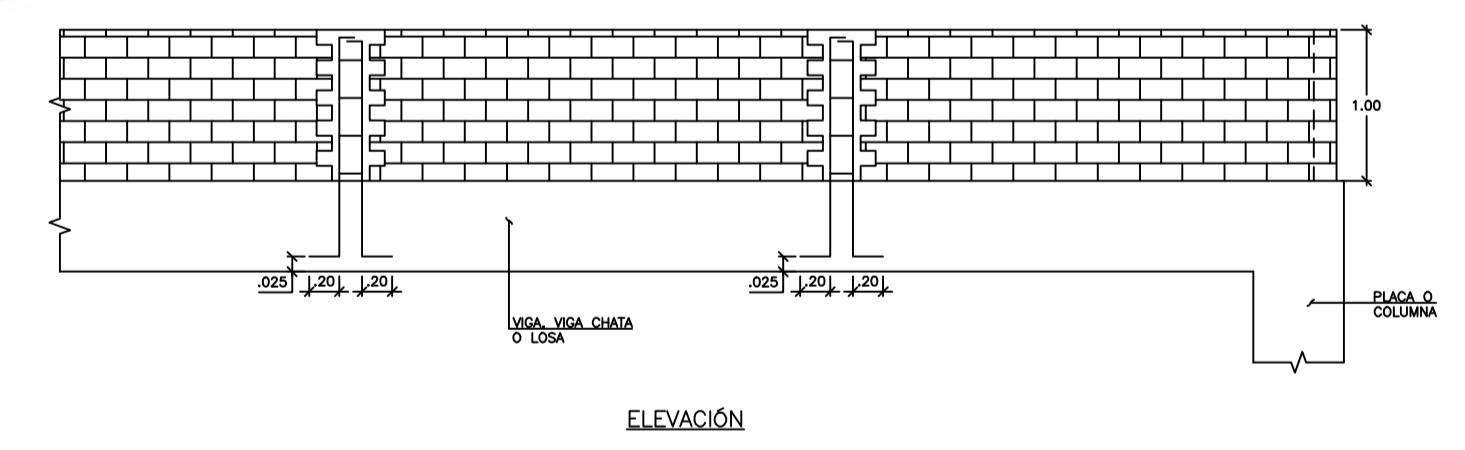 1.00
.025
.20
.20
.025
.20
.20
VIGA, VIGA CHATA
O LOSA
PLACA O
COLUMNA
ELEVACIÓN